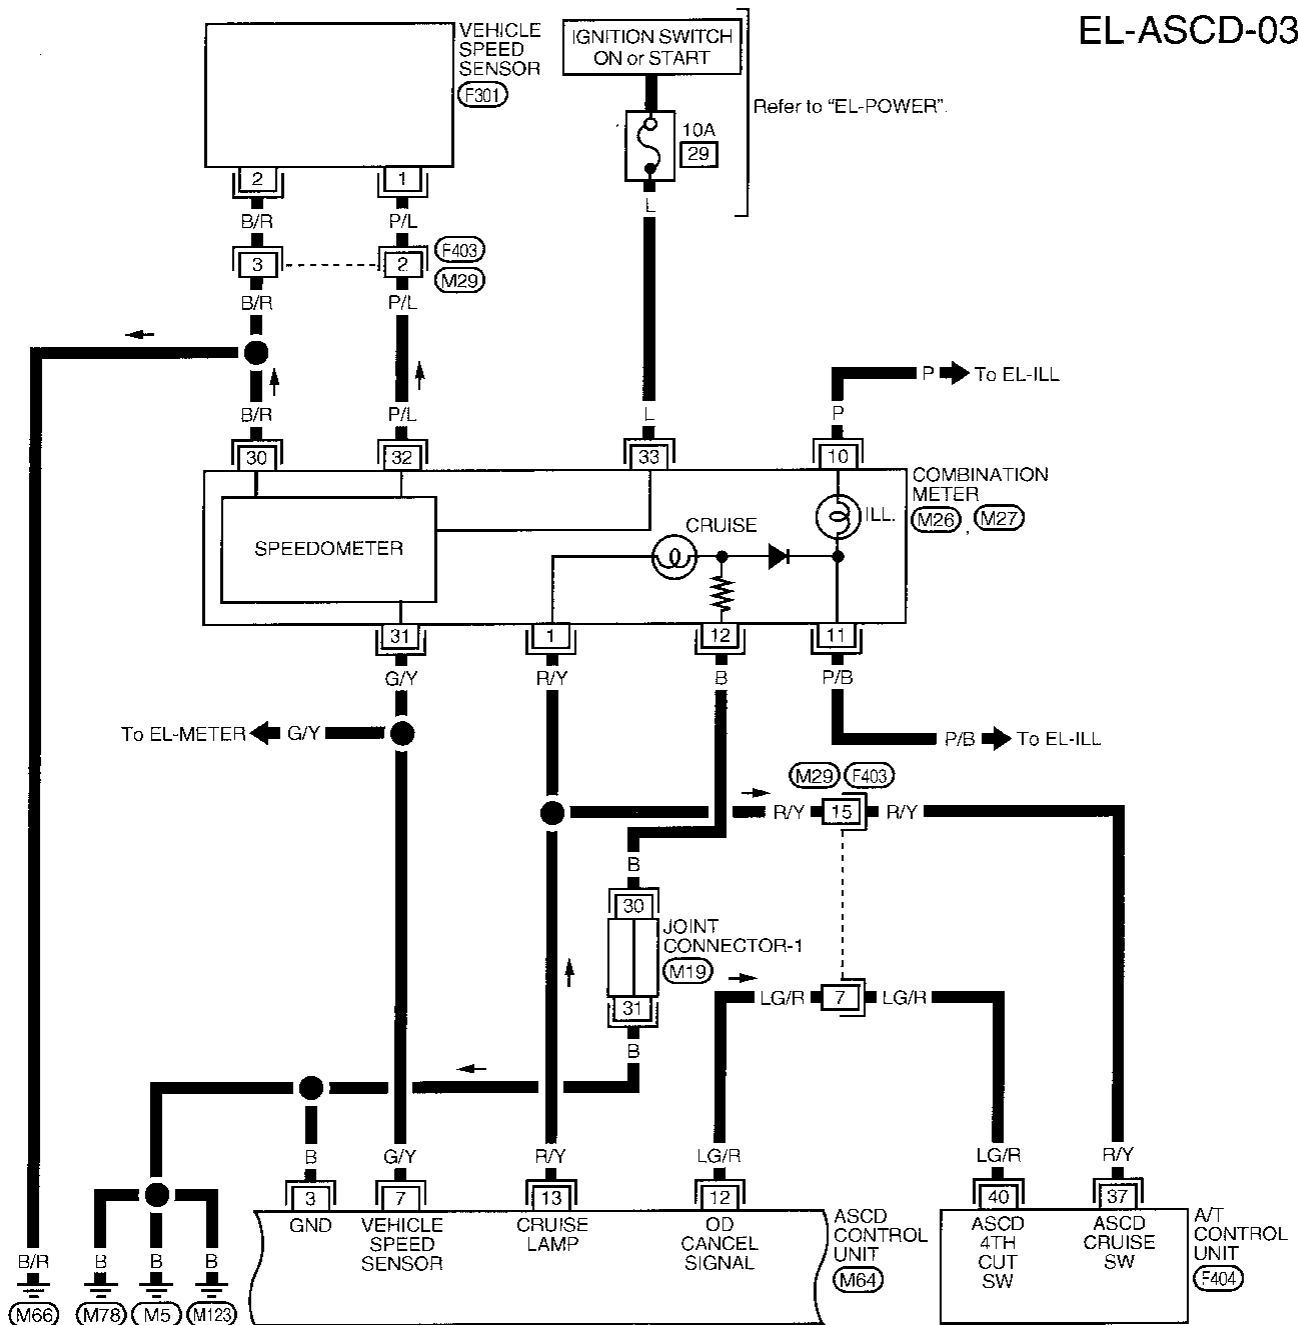 EL-ASCD-03
VEHICLE
SPEED
SENSOR
F301
IGNITION SWITCH
ON or START
Refer to “EL-POWER”.
10A
29
2
1
L
B/R
P/L
3
2
F403
M29
B/R
P/L
P
To EL-ILL
B/R
P/L
L
P
30
32
33
10
COMBINATION
METER
M26 , M27
ILL.
CRUISE
SPEEDOMETER
31
1
12
11
G/Y
R/Y
B
P/B
To EL-METER
G/Y
P/B
To EL-ILL
M29
F403
R/Y
15
R/Y
B
30
JOINT
CONNECTOR-1
M19
31
LG/R
7
LG/R
B
B
G/Y
R/Y
LG/R
LG/R
R/Y
3
7
13
12
40
37
GND
VEHICLE
SPEED
SENSOR
CRUISE
LAMP
OD
CANCEL
SIGNAL
ASCD
CONTROL
UNIT
M64
ASCD
4TH
CUT
SW
ASCD
CRUISE
SW
A/T
CONTROL
UNIT
F404
B/R
B
B
B
M66
M78
M5
M123